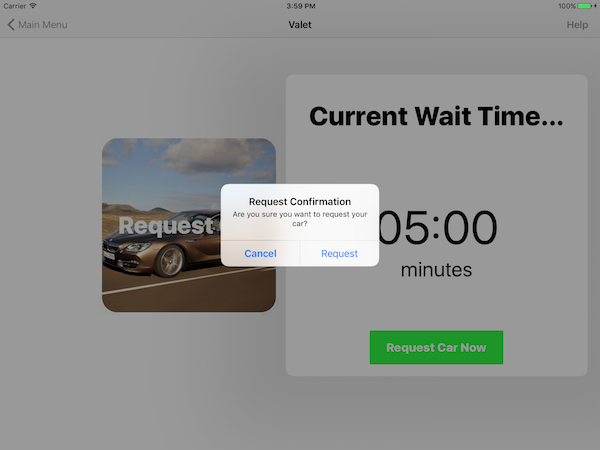 Carrier
3:59 PM
100%
Main Menu
Valet
Help
Current Wait Time...
Request
Request Confirmation
Are you sure you want to request your
car?
Cancel
Request
05:00
minutes
Request Car Now